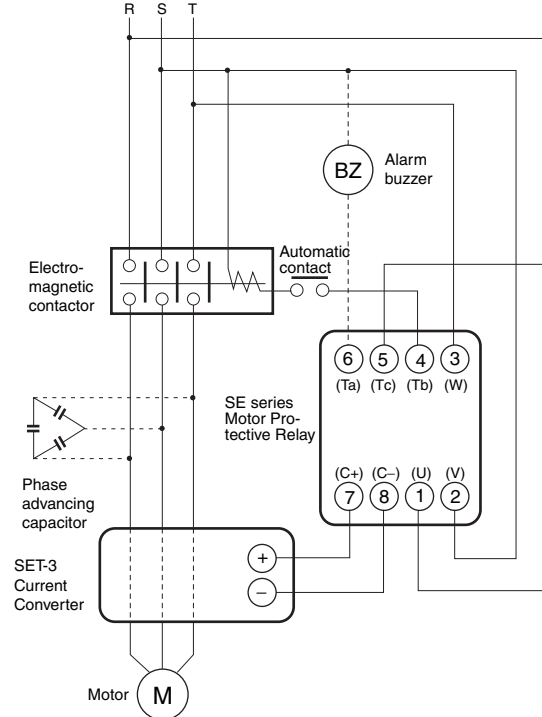 R S T
BZ
Alarm
buzzer
Automatic
contact
Electro-
magnetic
contactor
6 5 4 3
(Ta) (Tc) (Tb) (W)
SE series
Motor Pro-
tective Relay
(C+) (C–) (U) (V)
7 8 1 2
Phase
advancing
capacitor
SET-3
Current
Converter
+
–
Motor
M